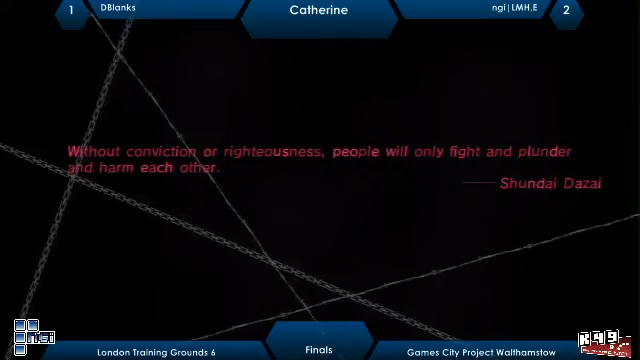 1
DBlanks
Catherine
ngi|LMH.E
2
Without conviction or righteousness, people will only fight and plunder
and harm each other.
Shundai Dazai
ngi
London Training Grounds 6
Finals
Games City Project Walthamstow